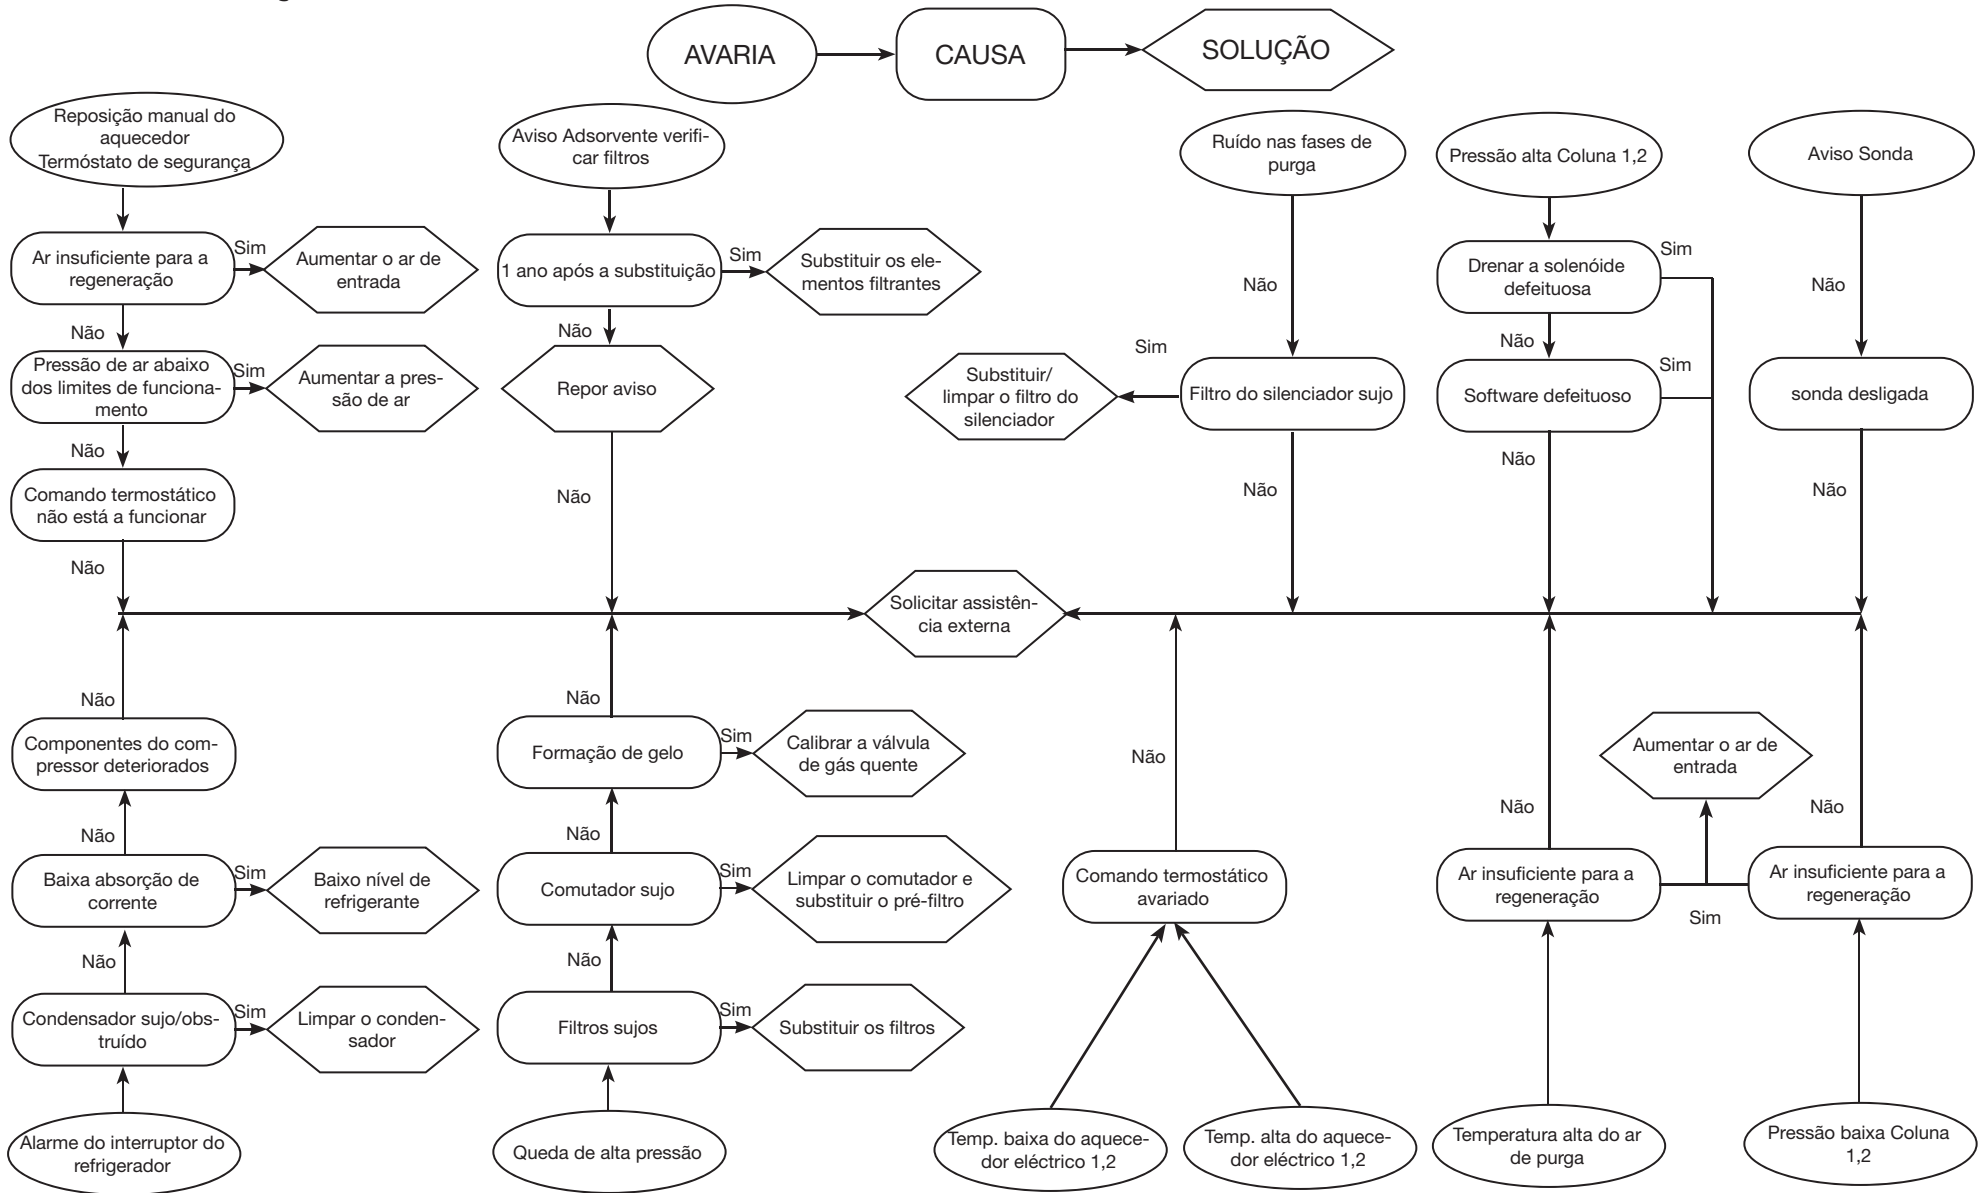 AVARIA
CAUSA
SOLUÇÃO
Reposição manual do
aquecedor
Termóstato de segurança
Aviso Adsorvente verifi-
car filtros
Ruído nas fases de
purga
Pressão alta Coluna 1,2
Aviso Sonda
Ar insuficiente para a
regeneração
Sim
Aumentar o ar de
entrada
1 ano após a substituição
Sim
Substituir os ele-
mentos filtrantes
Não
Drenar a solenóide
defeituosa
Sim
Não
Não
Não
Não
Pressão de ar abaixo
dos limites de funciona-
mento
Sim
Aumentar a pres-
são de ar
Repor aviso
Sim
Substituir/
limpar o filtro do
silenciador
Filtro do silenciador sujo
Software defeituoso
Sim
sonda desligada
Não
Não
Comando termostático
não está a funcionar
Não
Não
Não
Não
Solicitar assistên-
cia externa
Não
Não
Componentes do com-
pressor deteriorados
Formação de gelo
Sim
Calibrar a válvula
de gás quente
Não
Aumentar o ar de
entrada
Não
Não
Não
Não
Baixa absorção de
corrente
Sim
Baixo nível de
refrigerante
Comutador sujo
Sim
Limpar o comutador e
substituir o pré-filtro
Comando termostático
avariado
Ar insuficiente para a
regeneração
Sim
Ar insuficiente para a
regeneração
Não
Não
Condensador sujo/obs-
truído
Sim
Limpar o conden-
sador
Filtros sujos
Sim
Substituir os filtros
Alarme do interruptor do
refrigerador
Queda de alta pressão
Temp. baixa do aquece-
dor eléctrico 1,2
Temp. alta do aquece-
dor eléctrico 1,2
Temperatura alta do ar
de purga
Pressão baixa Coluna
1,2